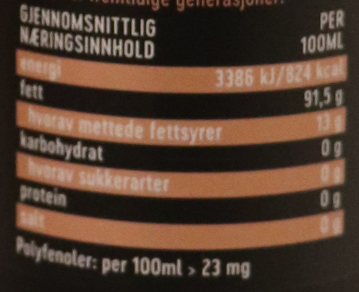 generasjoner.
GJENNOMSNITTLIG PER
NÆRINGSINNHOLD 100ML
energi 3386 kJ/824 kcal
fett 91,5 g
hvorav mettede fettsyrer 13 g
karbohydrat 0 g
hvorav sukkerarter 0 g
protein 0 g
salt 0 g
Polyfenoler: per 100ml > 23 mg